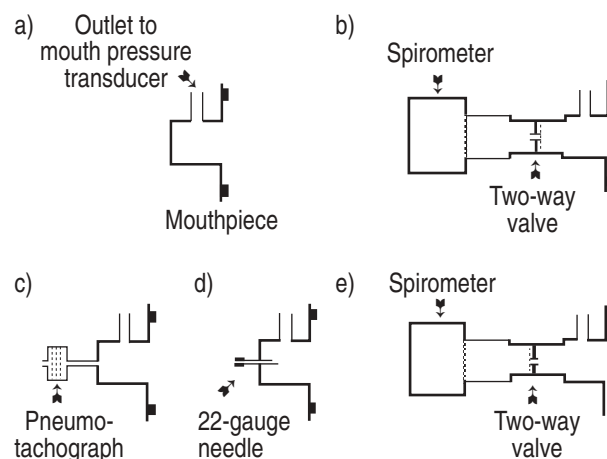 a)
Outlet to
mouth pressure
transducer
Mouthpiece
b)
Spirometer
Two-way
valve
c)
Pneumo-
tachograph
d)
22-gauge
needle
e)
Spirometer
Two-way
valve